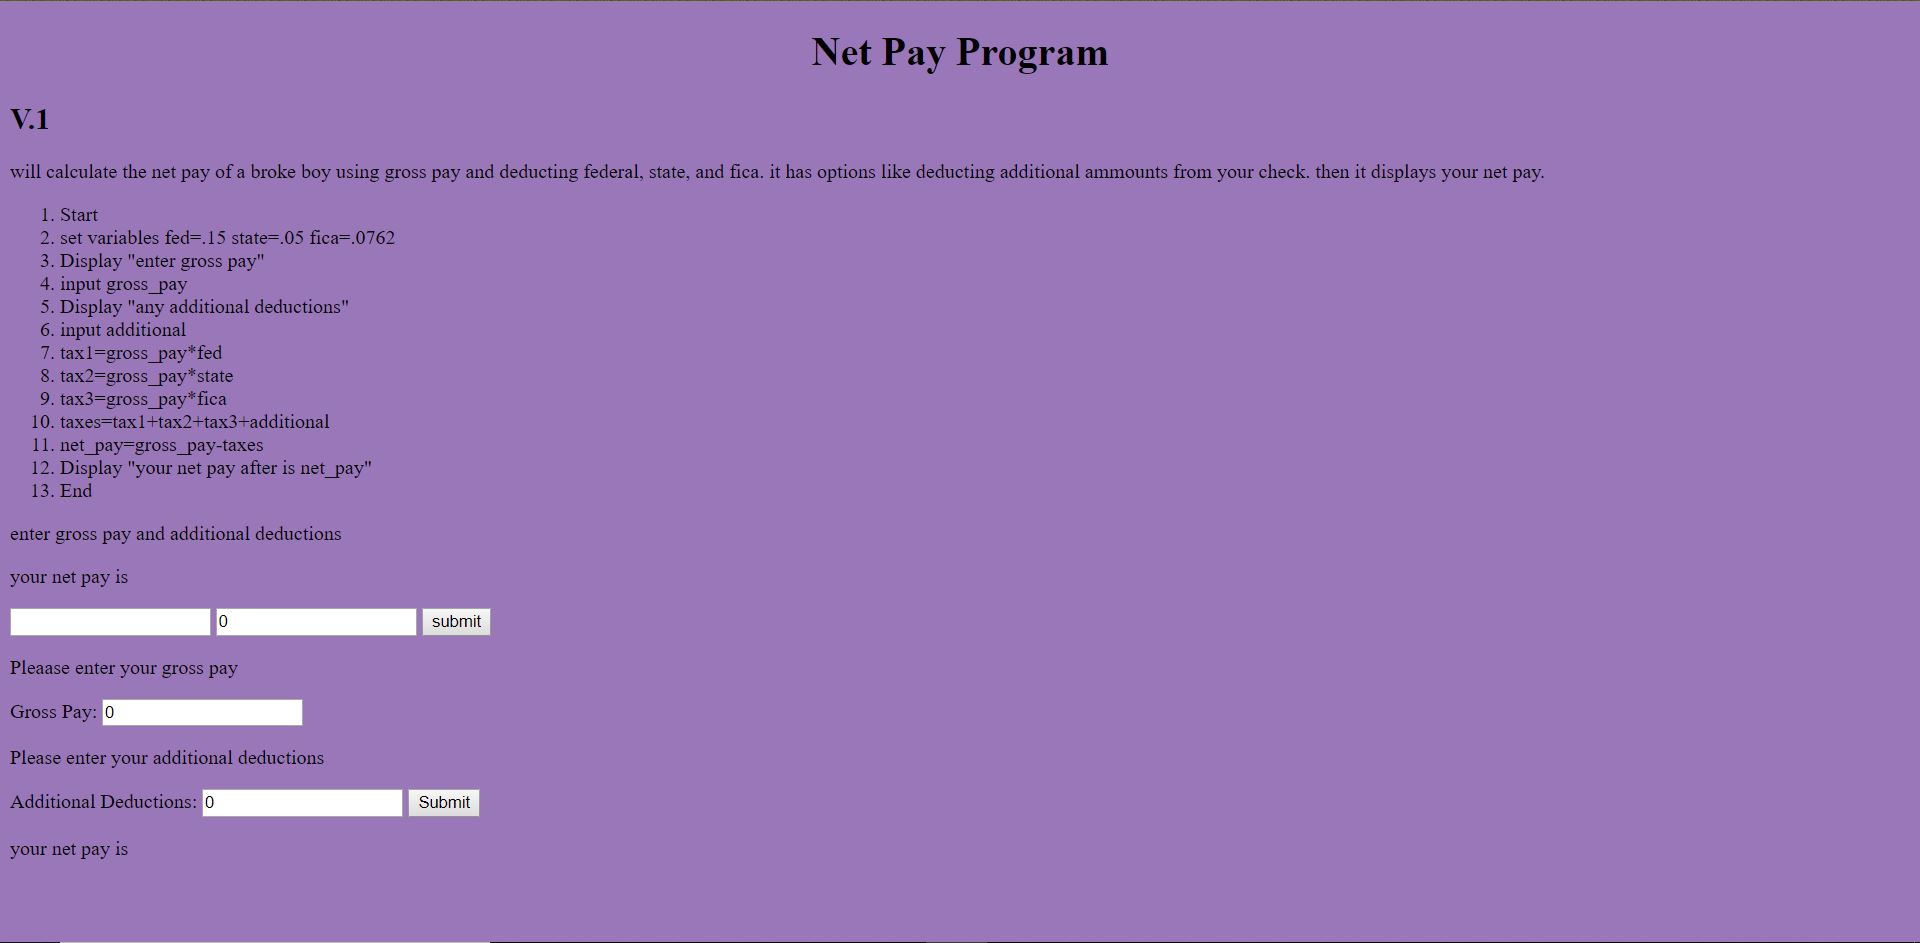 Net Pay Program
V.1
will calculate the net pay of a broke boy using gross pay and deducting federal, state, and fica. it has options like deducting additional ammounts from your check. then it displays your net pay.
1. Start
2. set variables fed=.15 state=.05 fica=.0762
3. Display "enter gross pay"
4. input gross_pay
5. Display "any additional deductions"
6. input additional
7. tax1=gross_pay*fed
8. tax2=gross_pay*state
9. tax3=gross_pay*fica
10. taxes=tax1+tax2+tax3+additional
11. net_pay=gross_pay-taxes
12. Display "your net pay after is net_pay"
13. End
enter gross pay and additional deductions
your net pay is
0 submit
Pleaase enter your gross pay
Gross Pay: 0
Please enter your additional deductions
Additional Deductions: 0 Submit
your net pay is